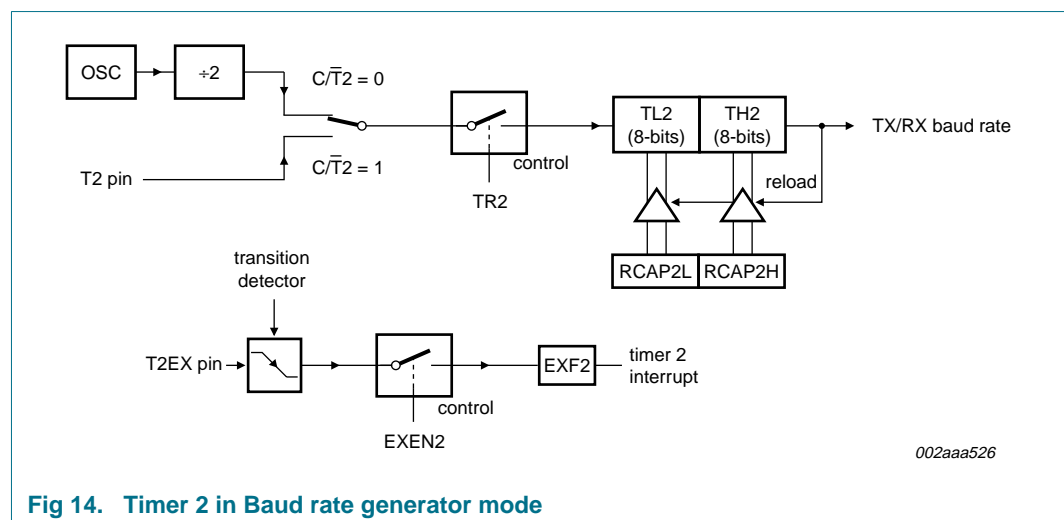 OSC
÷2
C/T̅2 = 0
TL2
(8-bits)
TH2
(8-bits)
TX/RX baud rate
control
T2 pin
C/T̅2 = 1
TR2
reload
RCAP2L
RCAP2H
transition
detector
T2EX pin
EXF2
timer 2
interrupt
control
EXEN2
002aaa526
Fig 14. Timer 2 in Baud rate generator mode